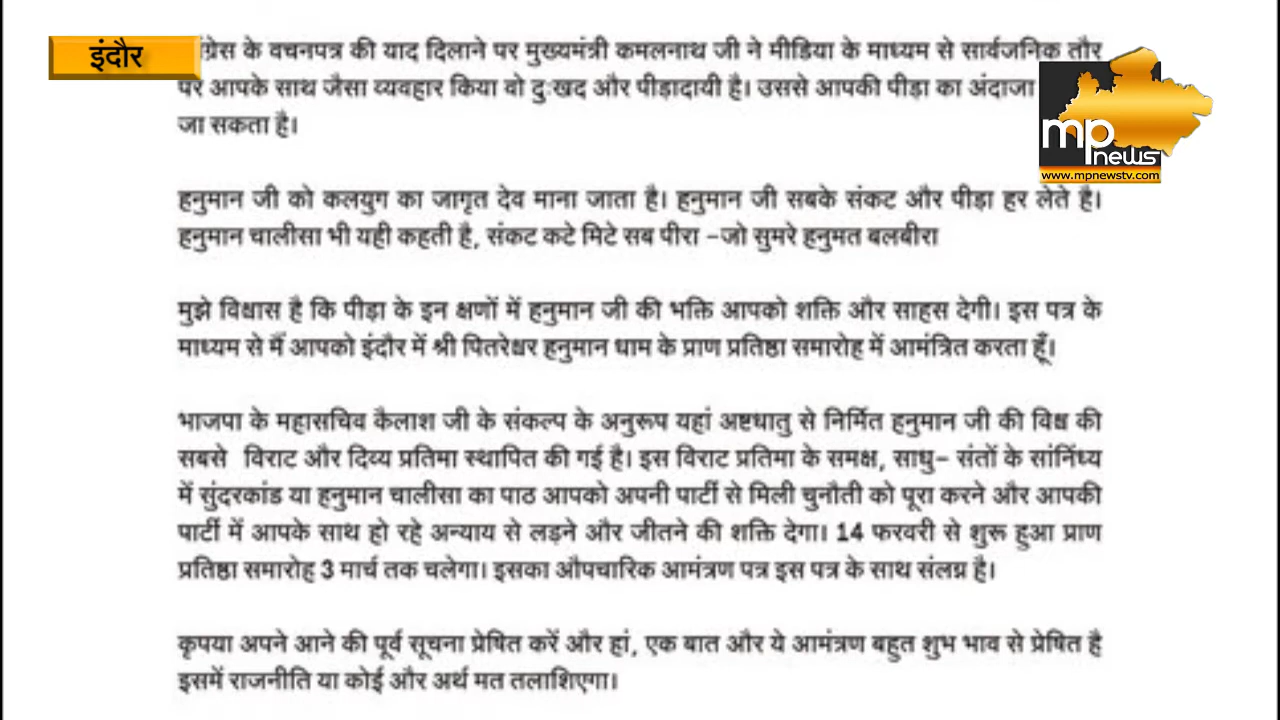 इंदौर
ग्रेस के वचनपत्र की याद दिलाने पर मुख्यमंत्री कमलनाथ जी ने मीडिया के माध्यम से सार्वजनिक तौर
पर आपके साथ जैसा व्यवहार किया वो दुःखद और पीड़ादायी है। उससे आपकी पीड़ा का अंदाजा
जा सकता है।
mp news
www.mpnewstv.com
हनुमान जी को कलयुग का जागृत देव माना जाता है। हनुमान जी सबके संकट और पीड़ा हर लेते है।
हनुमान चालीसा भी यही कहती है, संकट कटे मिटे सब पीरा -जो सुमरे हनुमत बलबीरा
मुझे विश्वास है कि पीड़ा के इन क्षणों में हनुमान जी की भक्ति आपको शक्ति और साहस देगी। इस पत्र के
माध्यम से मैं आपको इंदौर में श्री पितरेश्वर हनुमान धाम के प्राण प्रतिष्ठा समारोह में आमंत्रित करता हूँ।
भाजपा के महासचिव कैलाश जी के संकल्प के अनुरूप यहां अष्टधातु से निर्मित हनुमान जी की विश्व की
सबसे विराट और दिव्य प्रतिमा स्थापित की गई है। इस विराट प्रतिमा के समक्ष, साधु- संतों के सांनिंध्य
में सुंदरकांड या हनुमान चालीसा का पाठ आपको अपनी पार्टी से मिली चुनौती को पूरा करने और आपकी
पार्टी में आपके साथ हो रहे अन्याय से लड़ने और जीतने की शक्ति देगा। 14 फरवरी से शुरू हुआ प्राण
प्रतिष्ठा समारोह 3 मार्च तक चलेगा। इसका औपचारिक आमंत्रण पत्र इस पत्र के साथ संलग्न है।
कृपया अपने आने की पूर्व सूचना प्रेषित करें और हां, एक बात और ये आमंत्रण बहुत शुभ भाव से प्रेषित है
इसमें राजनीति या कोई और अर्थ मत तलाशिएगा।